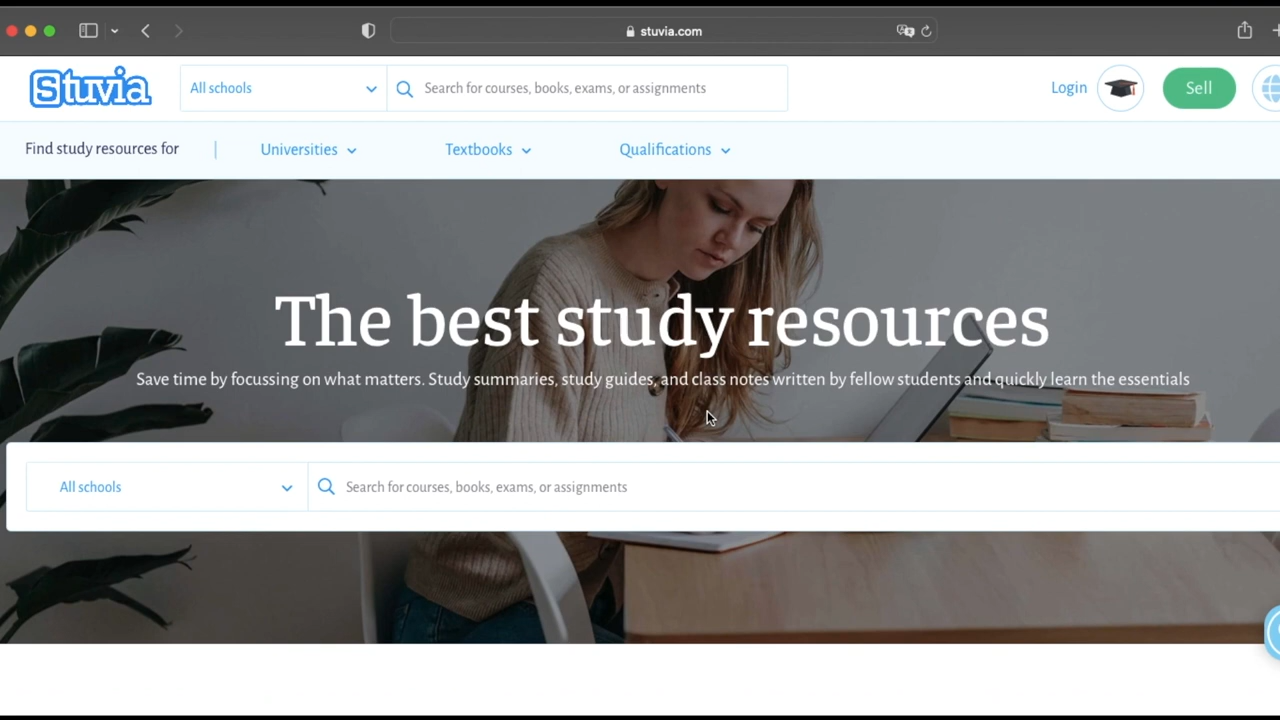 stuvia.com
Stuvia
All schools
Search for courses, books, exams, or assignments
Login
Sell
Find study resources for
Universities
Textbooks
Qualifications
The best study resources
Save time by focussing on what matters. Study summaries, study guides, and class notes written by fellow students and quickly learn the essentials
All schools
Search for courses, books, exams, or assignments